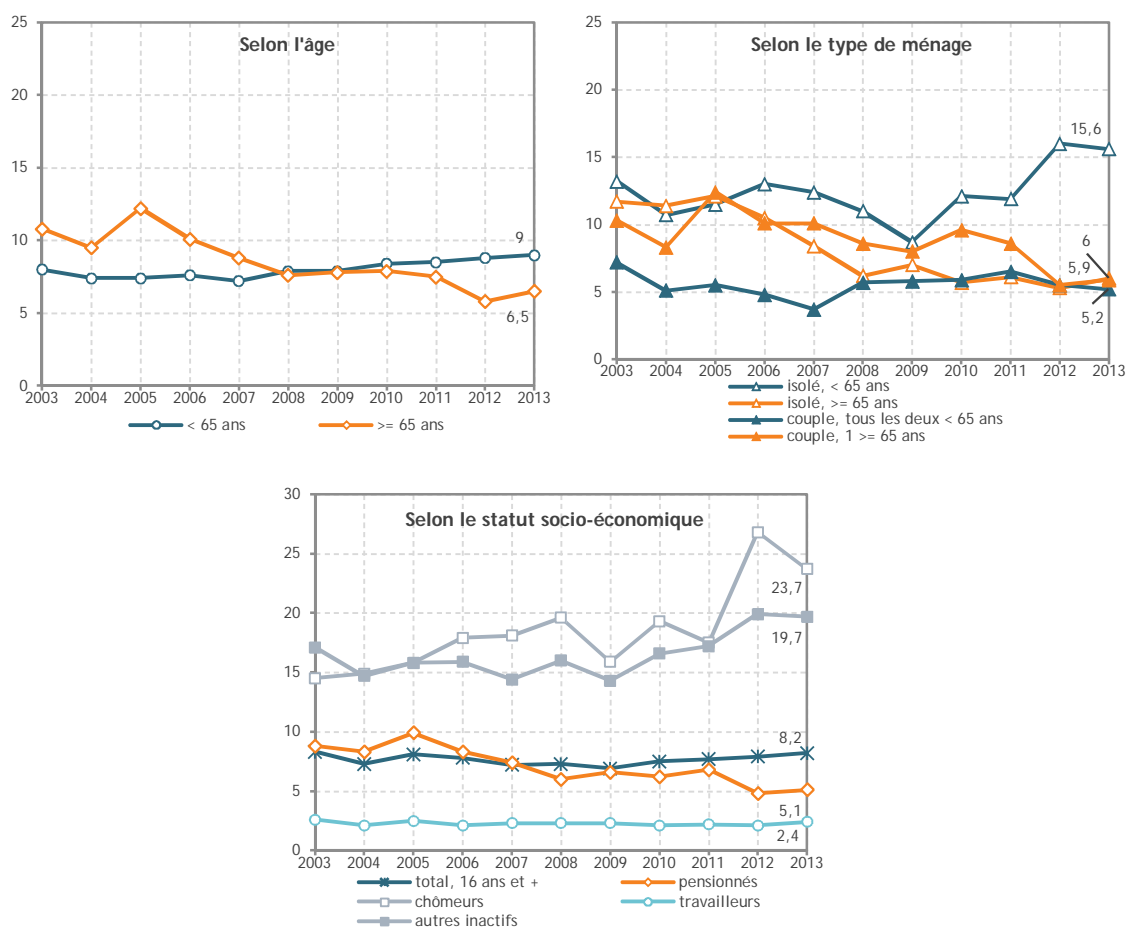 Selon l'âge
25
20
15
10
5
0
9
6,5
2003 2004 2005 2006 2007 2008 2009 2010 2011 2012 2013
< 65 ans >= 65 ans
Selon le type de ménage
25
20
15
10
5
0
15,6
6
5,9
5,2
2003 2004 2005 2006 2007 2008 2009 2010 2011 2012 2013
isolé, < 65 ans
isolé, >= 65 ans
couple, tous les deux < 65 ans
couple, 1 >= 65 ans
Selon le statut socio-économique
30
25
20
15
10
5
0
23,7
19,7
8,2
5,1
2,4
2003 2004 2005 2006 2007 2008 2009 2010 2011 2012 2013
total, 16 ans et + pensionnés
chômeurs travailleurs
autres inactifs